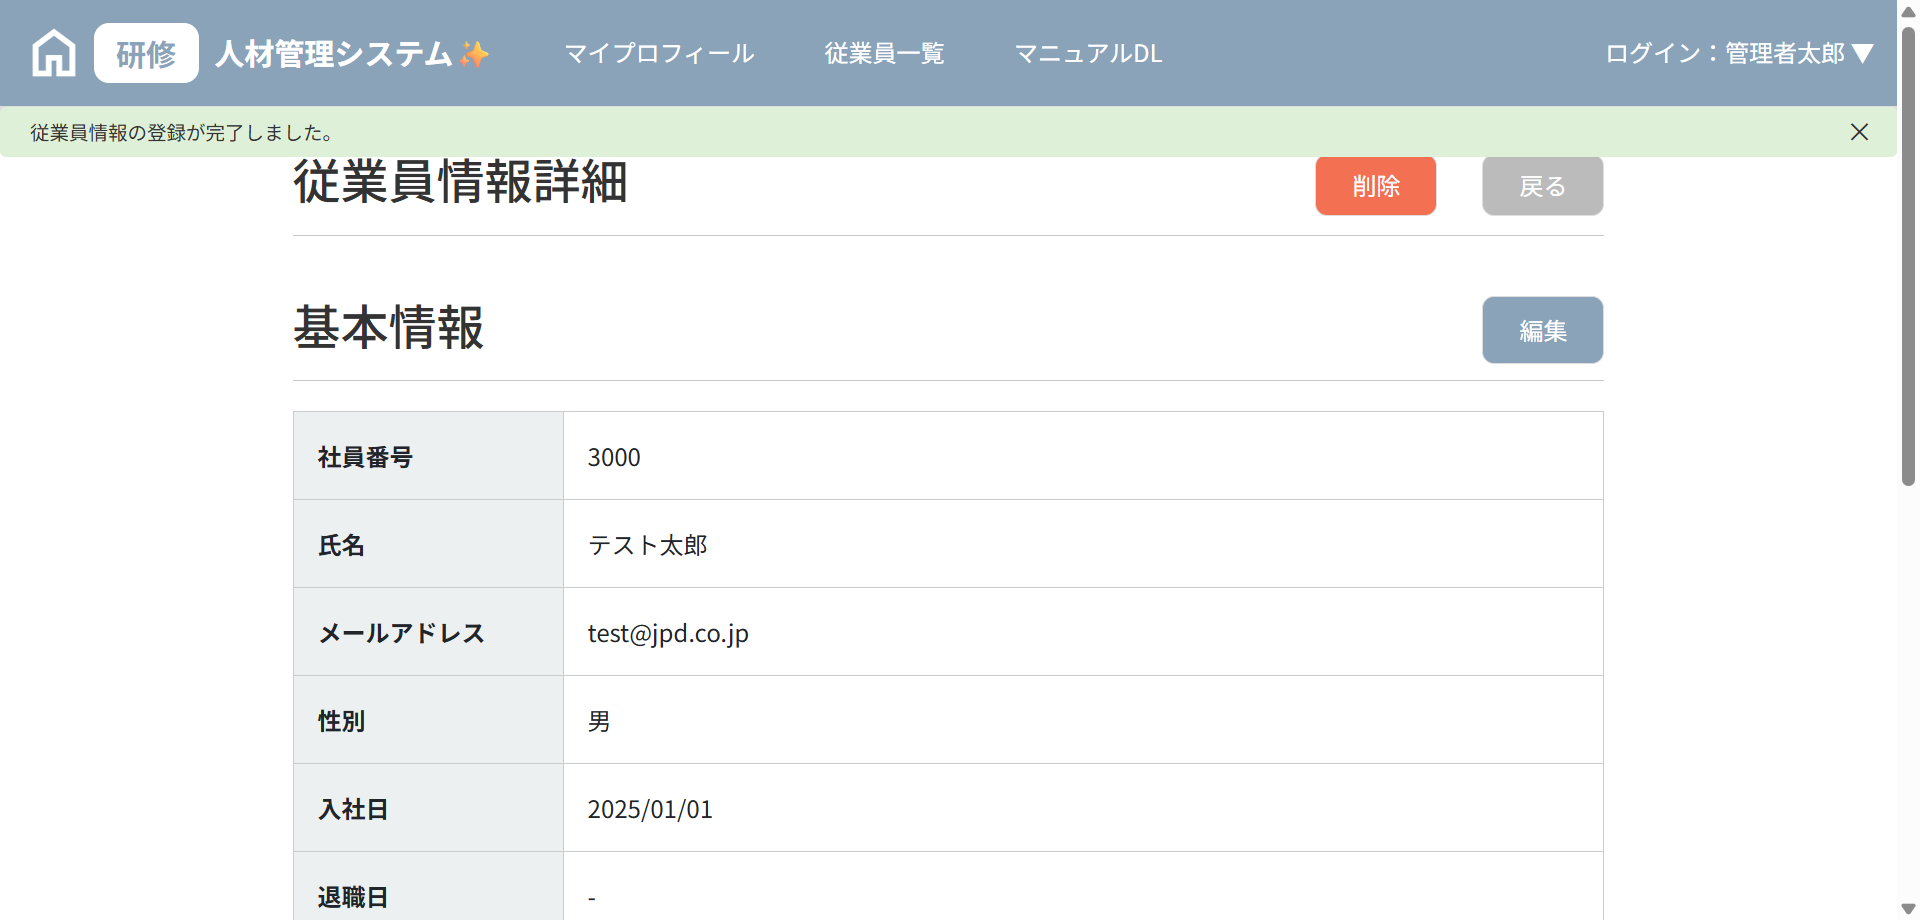 研修 人材管理システム✨ マイプロフィール 従業員一覧 マニュアルDL ログイン：管理者太郎▼
従業員情報の登録が完了しました。
従業員情報詳細 削除 戻る
基本情報 編集
社員番号 3000
氏名 テスト太郎
メールアドレス test@jpd.co.jp
性別 男
入社日 2025/01/01
退職日 -